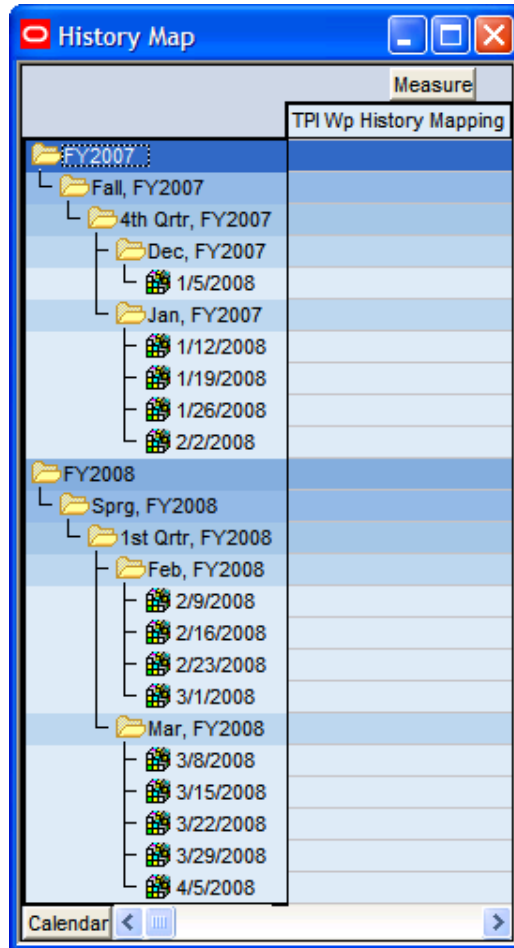 History Map
Measure
TPI Wp History Mapping
FY2007
Fall, FY2007
4th Qrtr, FY2007
Dec, FY2007
1/5/2008
Jan, FY2007
1/12/2008
1/19/2008
1/26/2008
2/2/2008
FY2008
Sprg, FY2008
1st Qrtr, FY2008
Feb, FY2008
2/9/2008
2/16/2008
2/23/2008
3/1/2008
Mar, FY2008
3/8/2008
3/15/2008
3/22/2008
3/29/2008
4/5/2008
Calendar